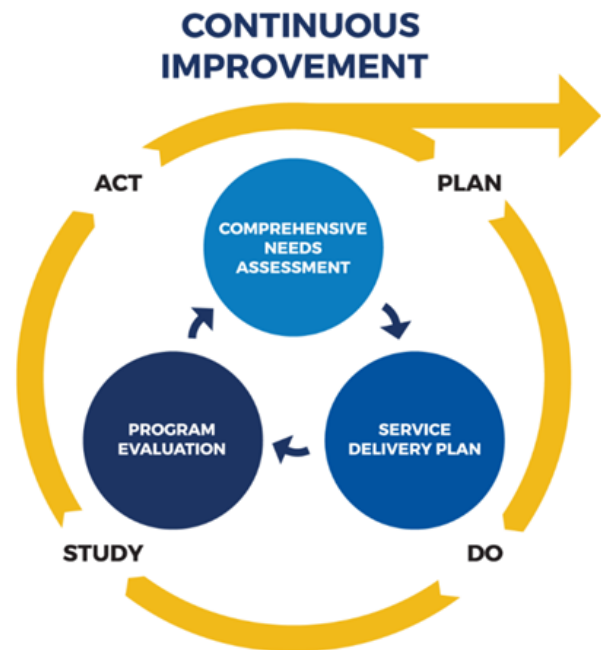 CONTINUOUS
IMPROVEMENT
ACT
PLAN
COMPREHENSIVE
NEEDS
ASSESSMENT
PROGRAM
EVALUATION
SERVICE
DELIVERY PLAN
STUDY
DO